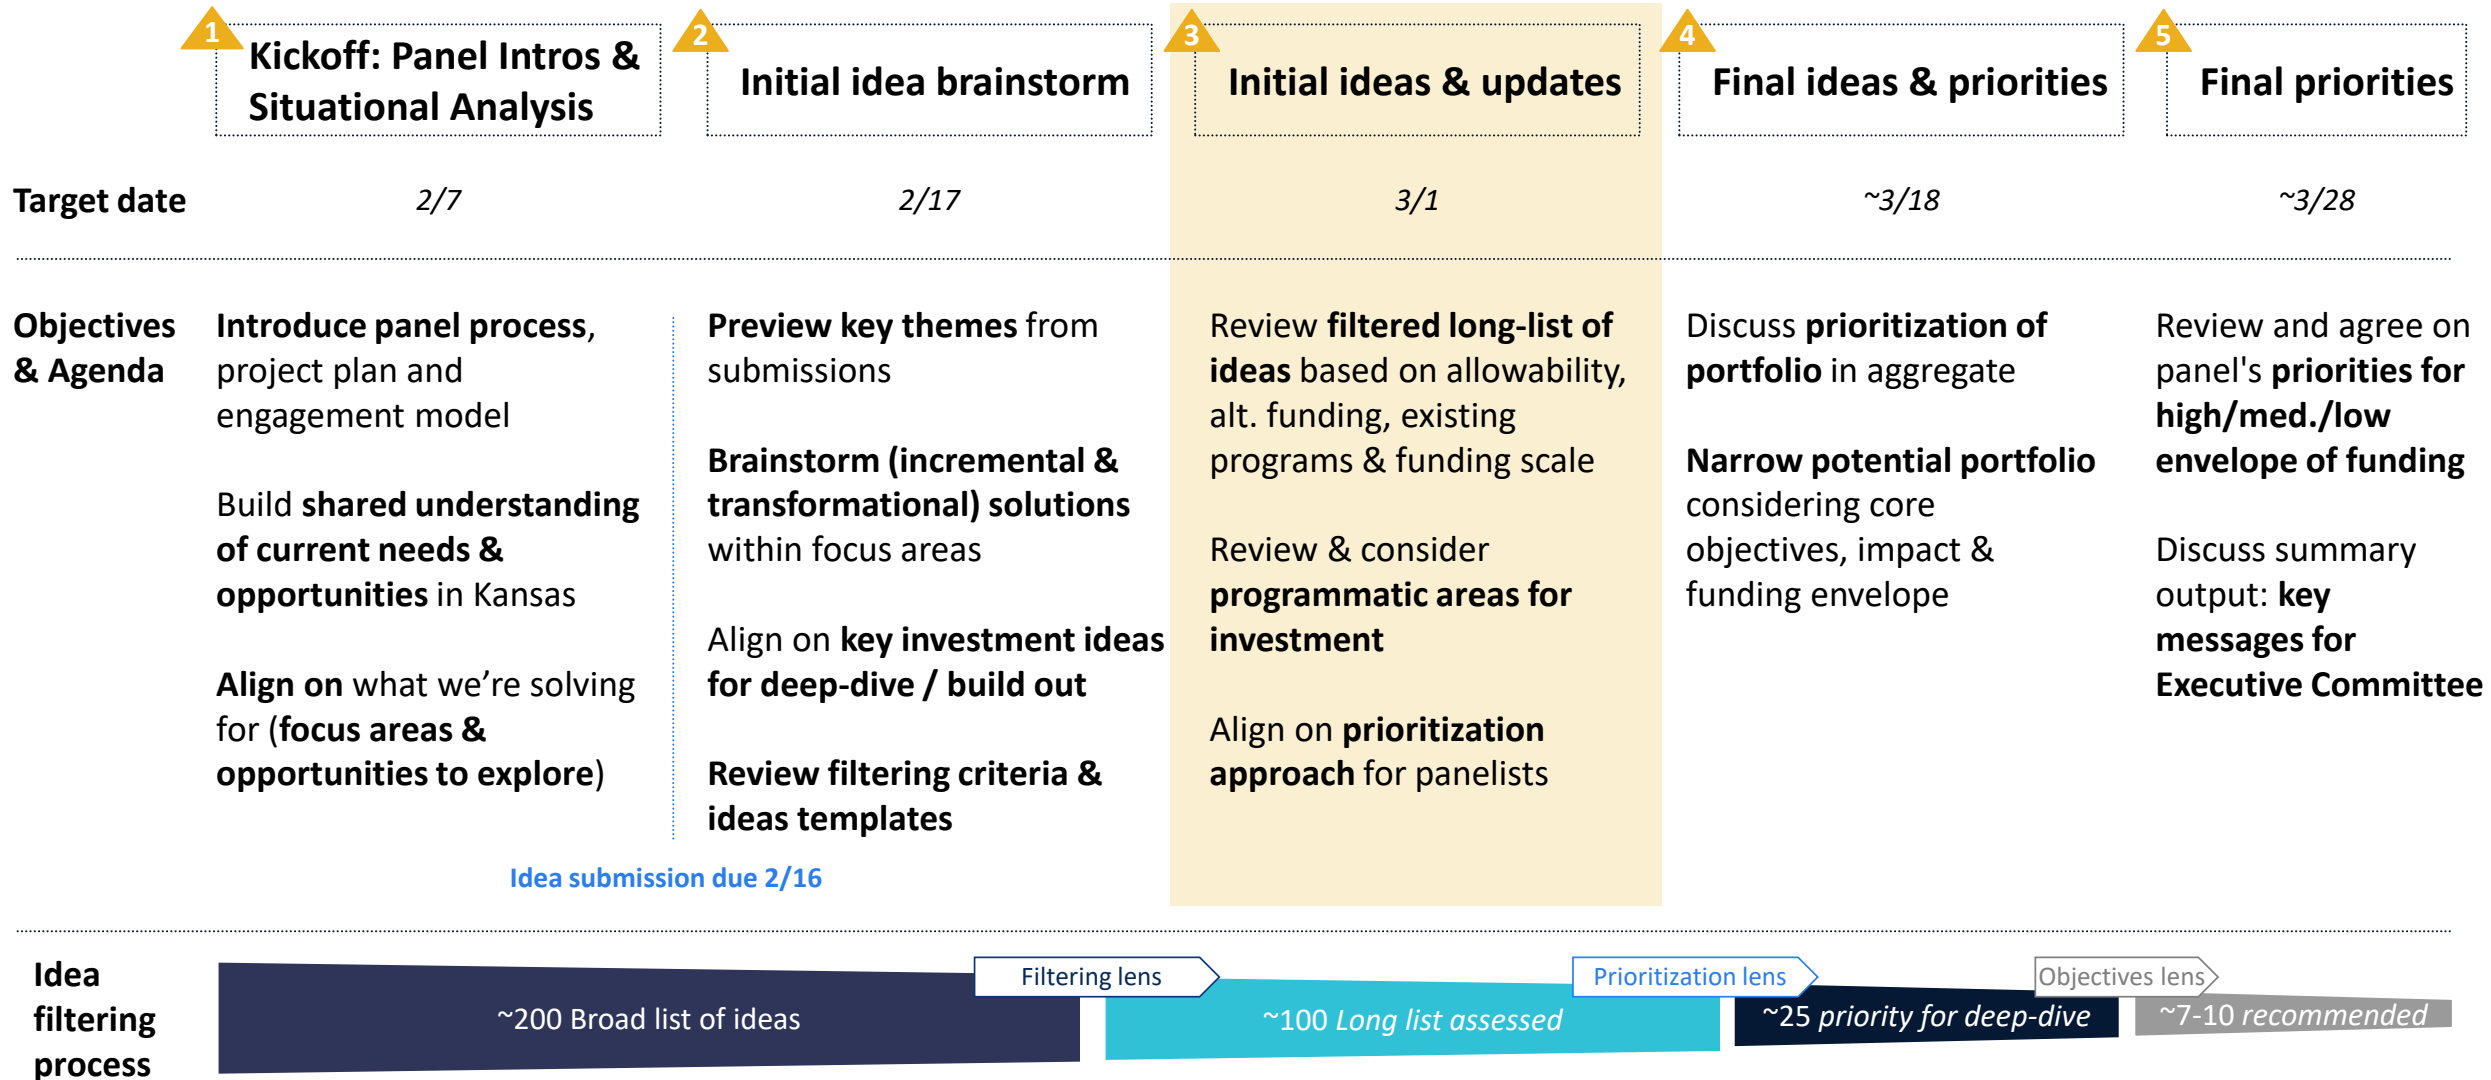 1
Kickoff: Panel Intros &
Situational Analysis
2
Initial idea brainstorm
3
Initial ideas & updates
4
Final ideas & priorities
5
Final priorities
Target date
2/7
2/17
3/1
~3/18
~3/28
Objectives
& Agenda
Introduce panel process,
project plan and
engagement model
Build shared understanding
of current needs &
opportunities in Kansas
Align on what we’re solving
for (focus areas &
opportunities to explore)
Preview key themes from
submissions
Brainstorm (incremental &
transformational) solutions
within focus areas
Align on key investment ideas
for deep-dive / build out
Review filtering criteria &
ideas templates
Idea submission due 2/16
Review filtered long-list of
ideas based on allowability,
alt. funding, existing
programs & funding scale
Review & consider
programmatic areas for
investment
Align on prioritization
approach for panelists
Discuss prioritization of
portfolio in aggregate
Narrow potential portfolio
considering core
objectives, impact &
funding envelope
Review and agree on
panel's priorities for
high/med./low
envelope of funding
Discuss summary
output: key
messages for
Executive Committee
Idea
filtering
process
~200 Broad list of ideas
Filtering lens
~100 Long list assessed
Prioritization lens
~25 priority for deep-dive
Objectives lens
~7-10 recommended